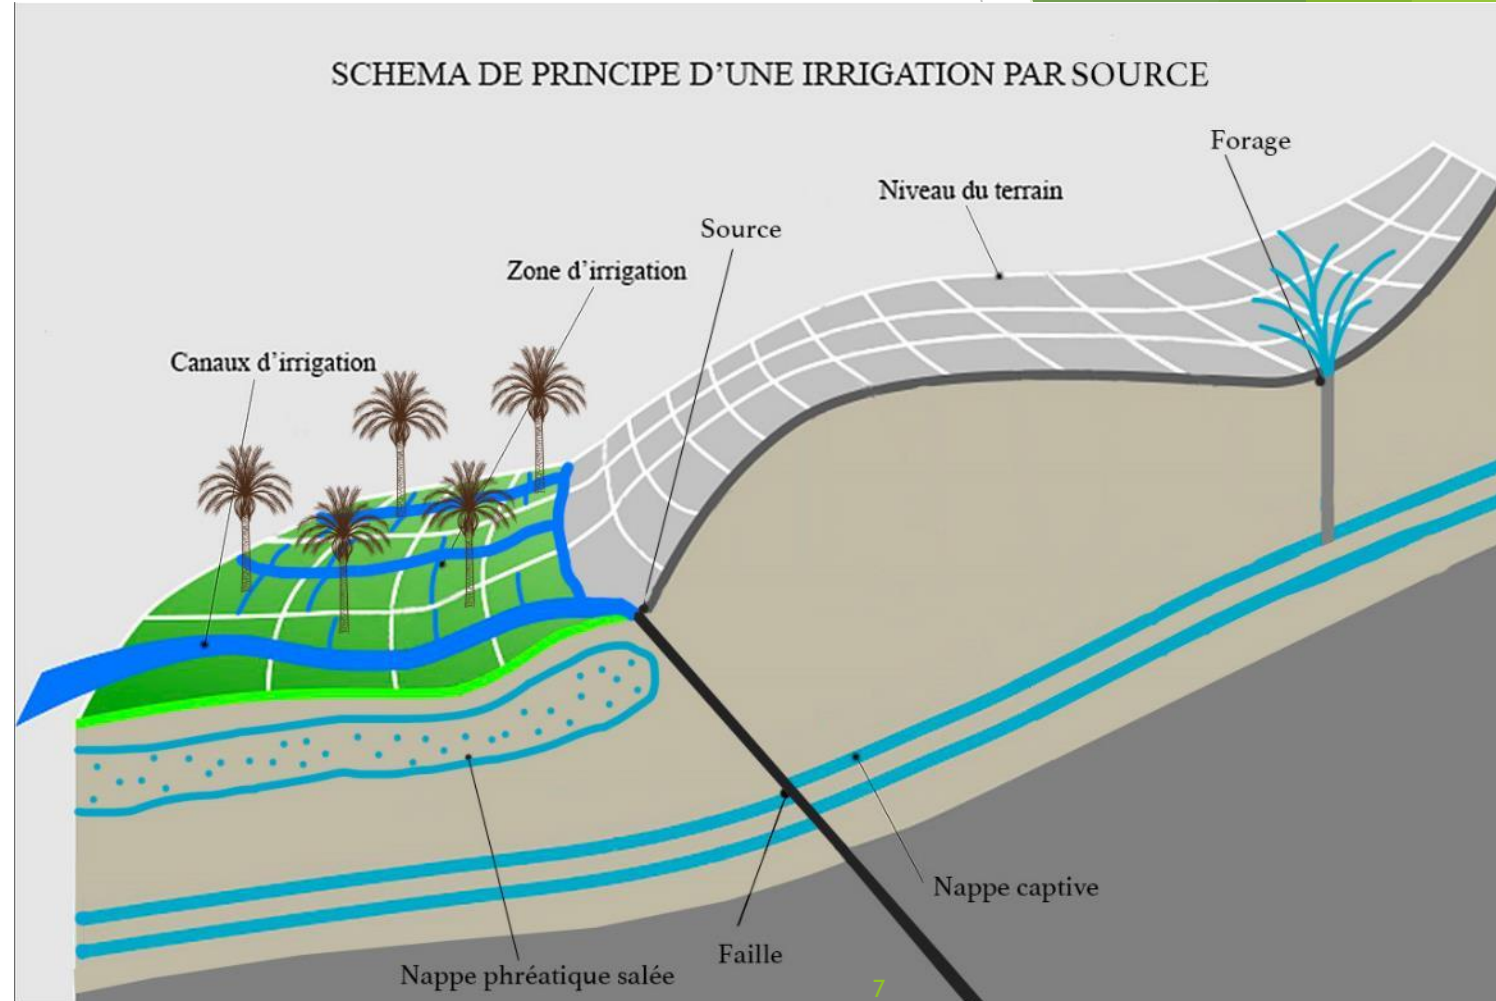 SCHEMA DE PRINCIPE D'UNE IRRIGATION PAR SOURCE
Forage
Niveau du terrain
Source
Zone d'irrigation
Canaux d'irrigation
Nappe captive
Faille
Nappe phréatique salée
7